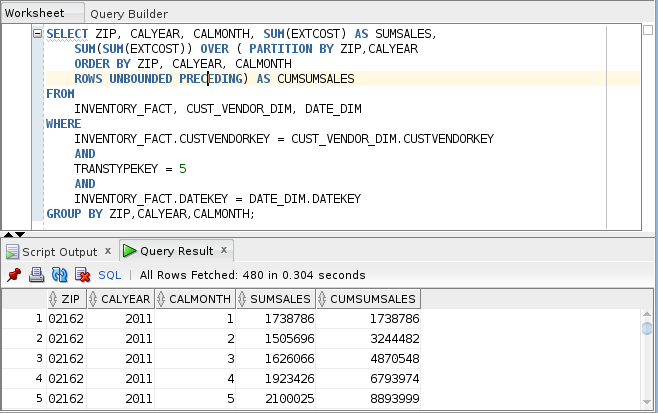 Worksheet Query Builder
SELECT ZIP, CALYEAR, CALMONTH, SUM(EXTCOST) AS SUMSALES,
SUM(SUM(EXTCOST)) OVER ( PARTITION BY ZIP,CALYEAR
ORDER BY ZIP, CALYEAR, CALMONTH
ROWS UNBOUNDED PRECEDING) AS CUMSUMSALES
FROM
INVENTORY_FACT, CUST_VENDOR_DIM, DATE_DIM
WHERE
INVENTORY_FACT.CUSTVENDORKEY = CUST_VENDOR_DIM.CUSTVENDORKEY
AND
TRANSTYPEKEY = 5
AND
INVENTORY_FACT.DATEKEY = DATE_DIM.DATEKEY
GROUP BY ZIP,CALYEAR,CALMONTH;
Script Output x Query Result x
SQL | All Rows Fetched: 480 in 0.304 seconds
ZIP CALYEAR CALMONTH SUMSALES CUMSUMSALES
1 02162 2011 1 1738786 1738786
2 02162 2011 2 1505696 3244482
3 02162 2011 3 1626066 4870548
4 02162 2011 4 1923426 6793974
5 02162 2011 5 2100025 8893999